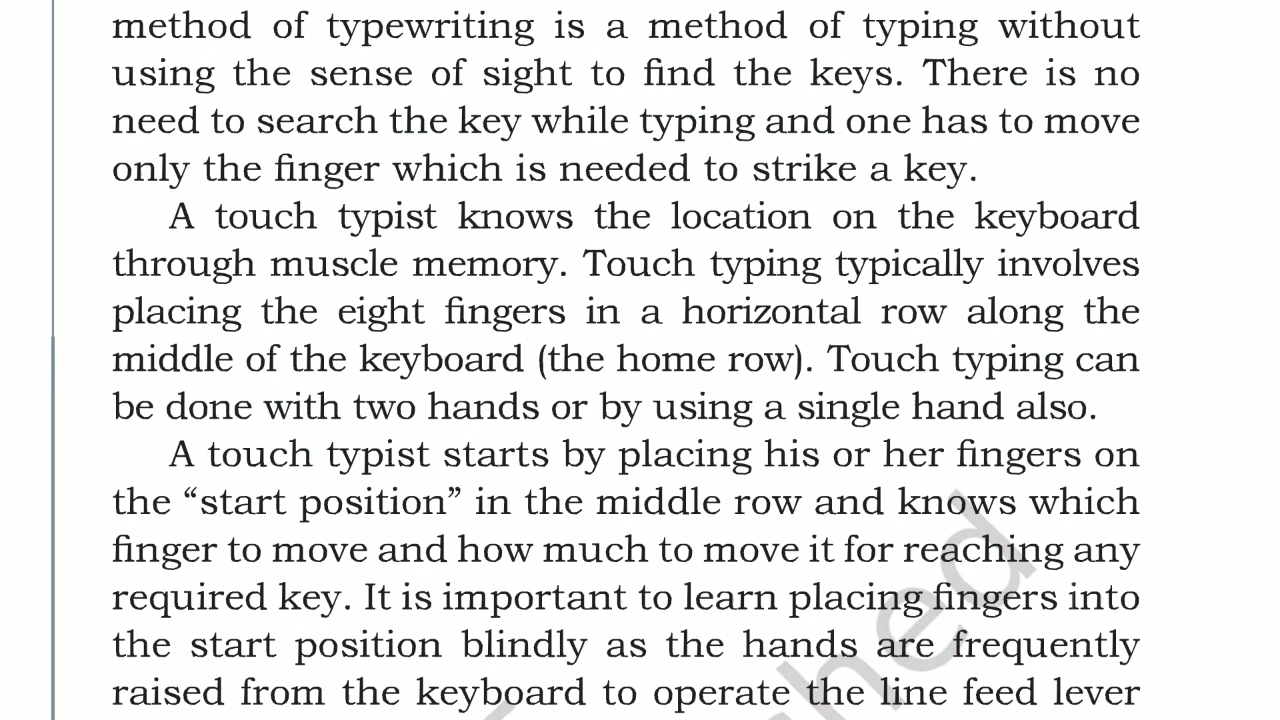 method of typewriting is a method of typing without
using the sense of sight to find the keys. There is no
need to search the key while typing and one has to move
only the finger which is needed to strike a key.
A touch typist knows the location on the keyboard
through muscle memory. Touch typing typically involves
placing the eight fingers in a horizontal row along the
middle of the keyboard (the home row). Touch typing can
be done with two hands or by using a single hand also.
A touch typist starts by placing his or her fingers on
the “start position” in the middle row and knows which
finger to move and how much to move it for reaching any
required key. It is important to learn placing fingers into
the start position blindly as the hands are frequently
raised from the keyboard to operate the line feed lever